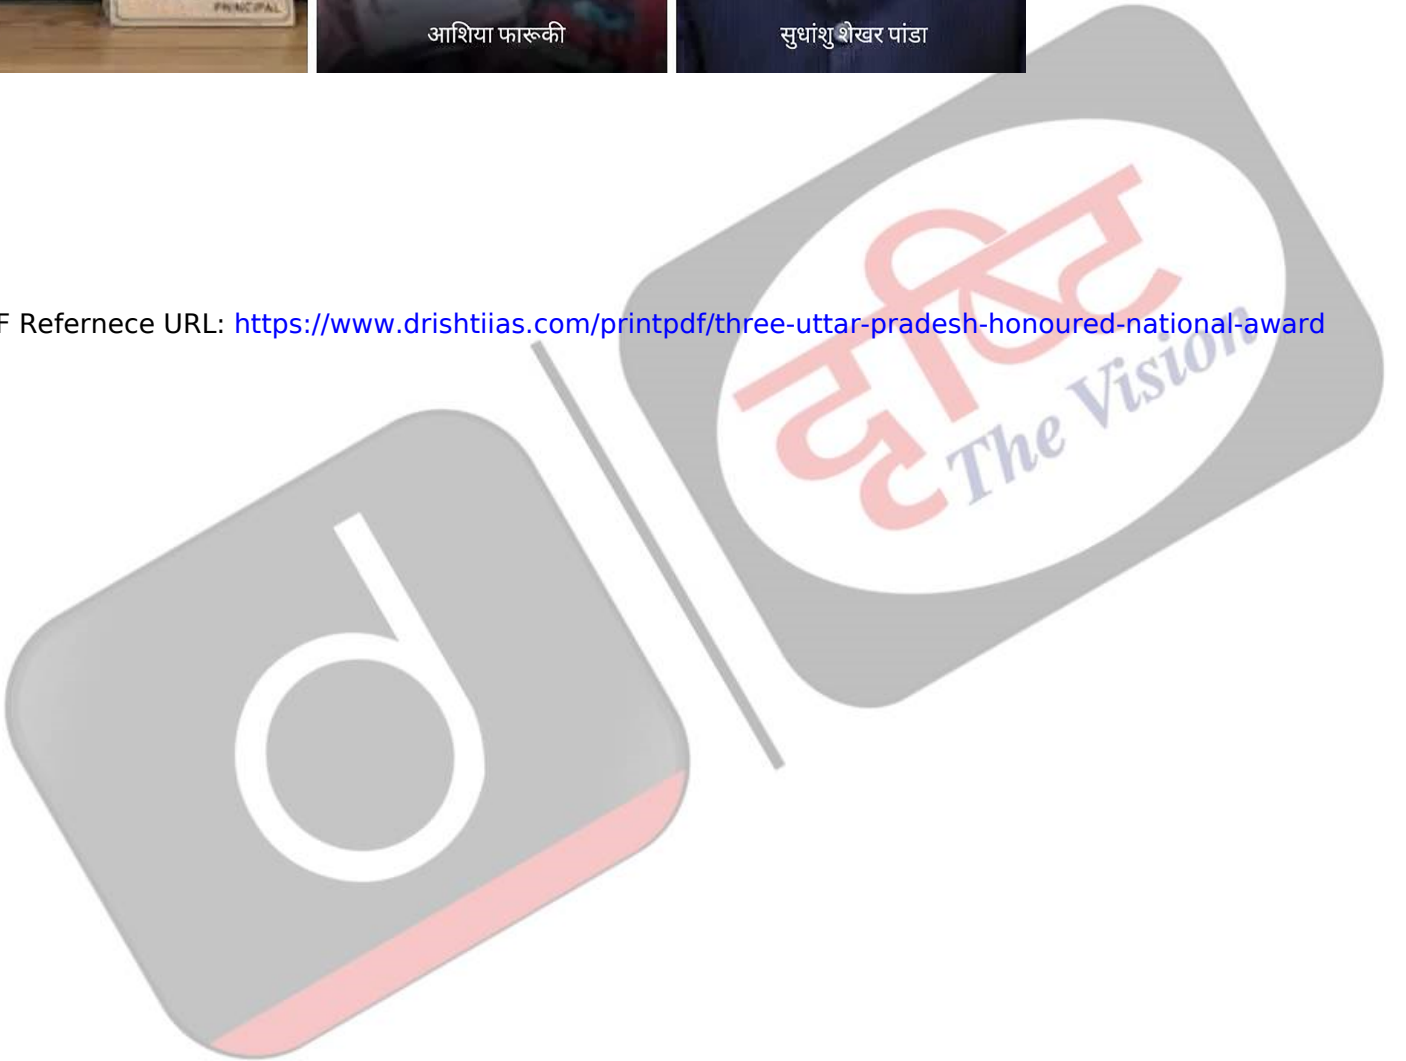 PRINCIPAL
आशिया फारूकी
सुधांशु शेखर पांडा
F Refernece URL: https://www.drishtiias.com/printpdf/three-uttar-pradesh-honoured-national-award
दृष्टि
The Vision
d